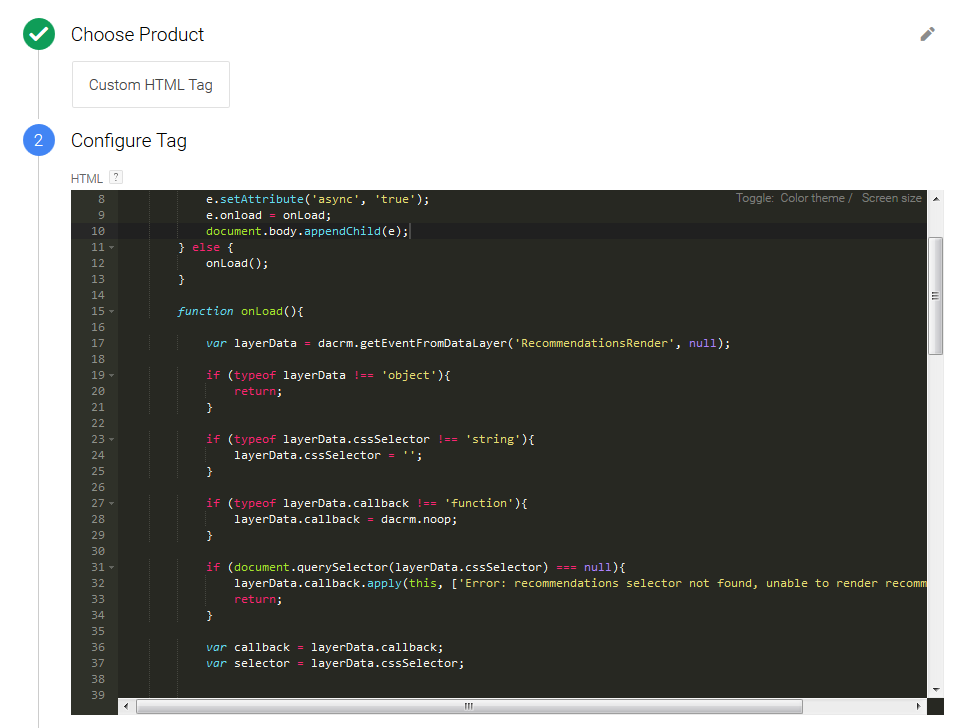 Choose Product
Custom HTML Tag
2 Configure Tag
HTML ?
Toggle: Color theme / Screen size
8 e.setAttribute('async', 'true');
9 e.onload = onLoad;
10 document.body.appendChild(e);
11 } else {
12 onLoad();
13 }
14
15 function onLoad(){
16
17 var layerData = dacrm.getEventFromDataLayer('RecommendationsRender', null);
18
19 if (typeof layerData !== 'object'){
20 return;
21 }
22
23 if (typeof layerData.cssSelector !== 'string'){
24 layerData.cssSelector = '';
25 }
26
27 if (typeof layerData.callback !== 'function'){
28 layerData.callback = dacrm.noop;
29 }
30
31 if (document.querySelector(layerData.cssSelector) === null){
32 layerData.callback.apply(this, ['Error: recommendations selector not found, unable to render recomm
33 return;
34 }
35
36 var callback = layerData.callback;
37 var selector = layerData.cssSelector;
38
39